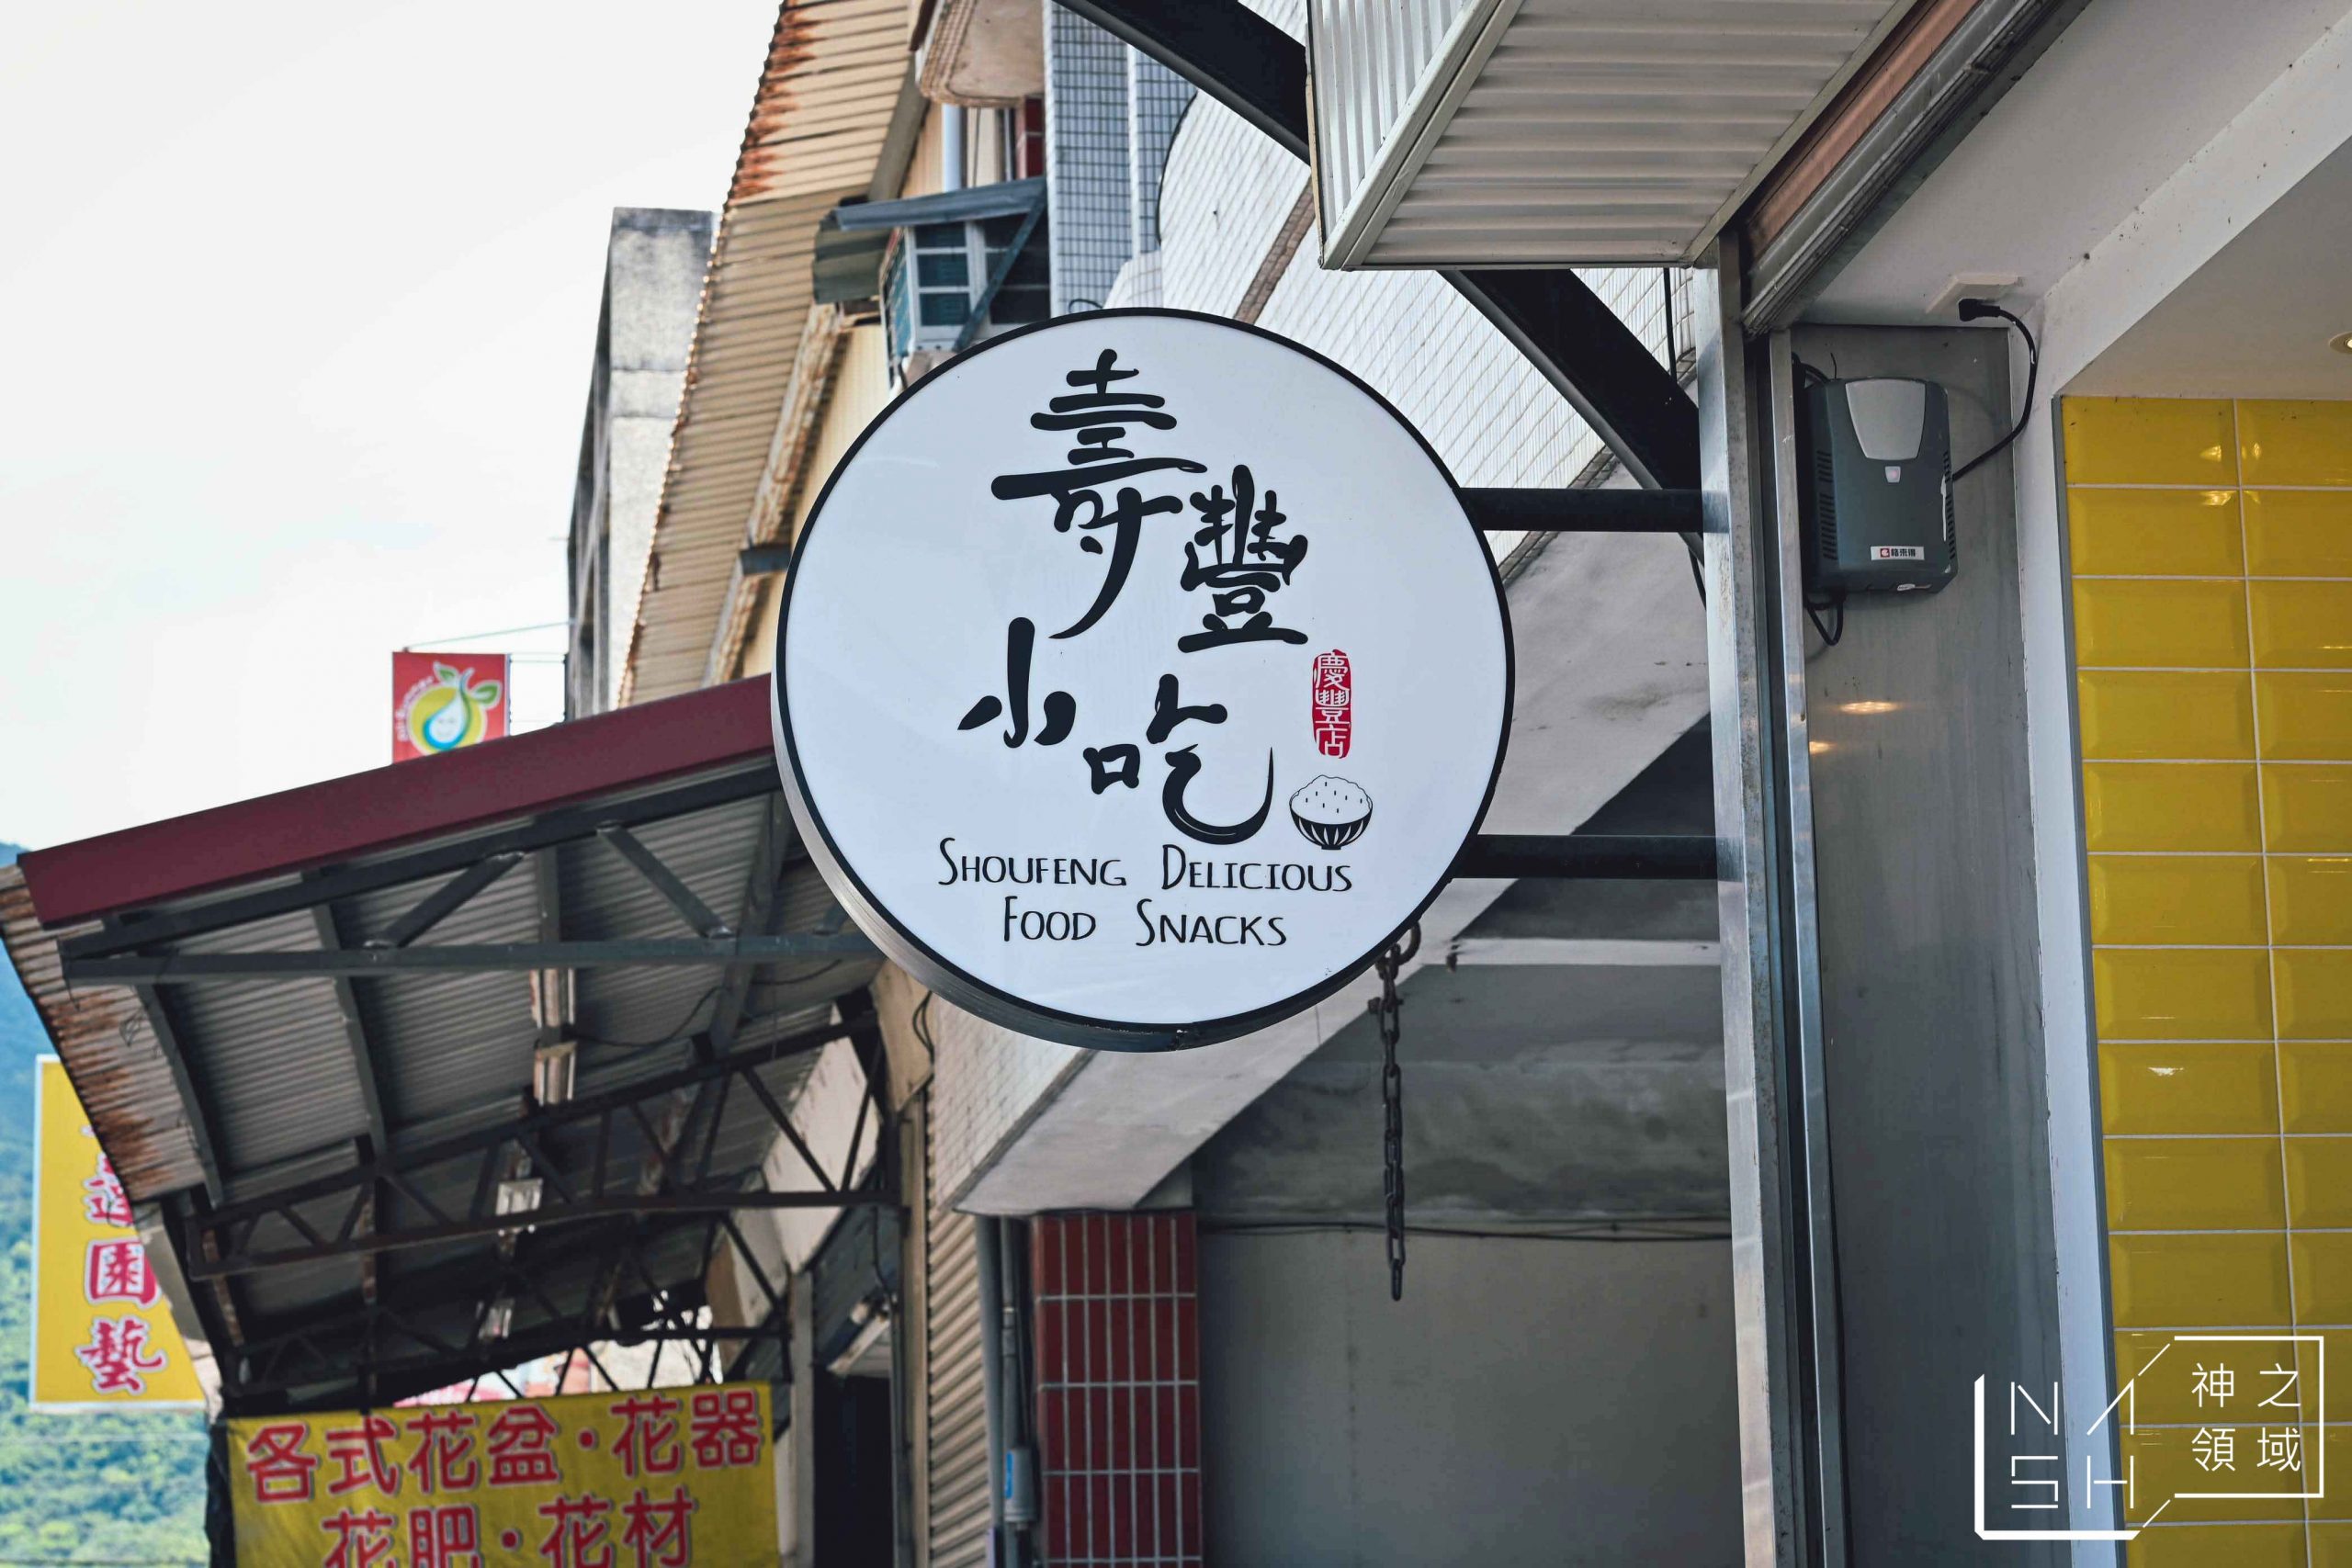 壽豐
小吃
慶豐店
SHOUFENG DELICIOUS
FOOD SNACKS
園藝
各式花盆·花器
花肥·花材
NASH
神之
領域